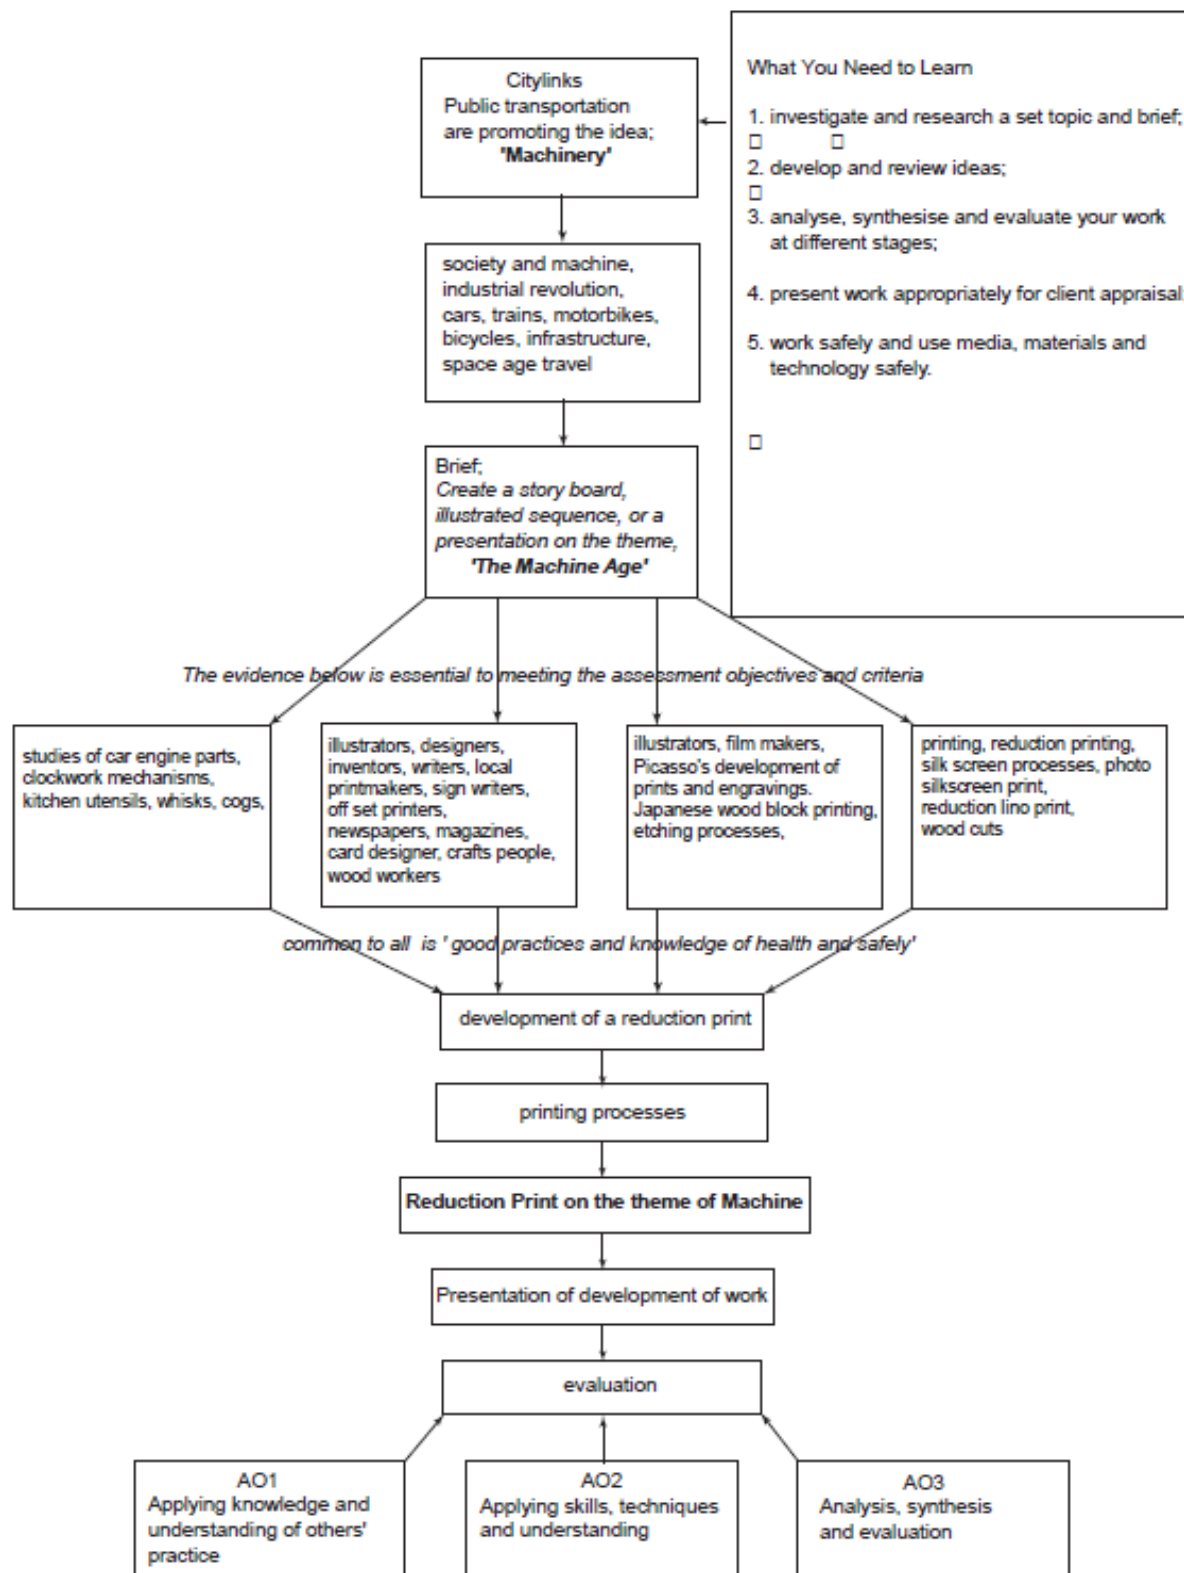 Citylinks
Public transportation
are promoting the idea;
'Machinery'
What You Need to Learn
1. investigate and research a set topic and brief;
2. develop and review ideas;
3. analyse, synthesise and evaluate your work
at different stages;
4. present work appropriately for client appraisal;
5. work safely and use media, materials and
technology safely.
society and machine,
industrial revolution,
cars, trains, motorbikes,
bicycles, infrastructure,
space age travel
Brief;
Create a story board,
illustrated sequence, or a
presentation on the theme,
'The Machine Age'
The evidence below is essential to meeting the assessment objectives and criteria
studies of car engine parts,
clockwork mechanisms,
kitchen utensils, whisks, cogs,
illustrators, designers,
inventors, writers, local
printmakers, sign writers,
off set printers,
newspapers, magazines,
card designer, crafts people,
wood workers
illustrators, film makers,
Picasso's development of
prints and engravings.
Japanese wood block printing,
etching processes,
printing, reduction printing,
silk screen processes, photo
silkscreen print,
reduction lino print,
wood cuts
common to all is ' good practices and knowledge of health and safely'
development of a reduction print
printing processes
Reduction Print on the theme of Machine
Presentation of development of work
evaluation
AO1
Applying knowledge and
understanding of others'
practice
AO2
Applying skills, techniques
and understanding
AO3
Analysis, synthesis
and evaluation